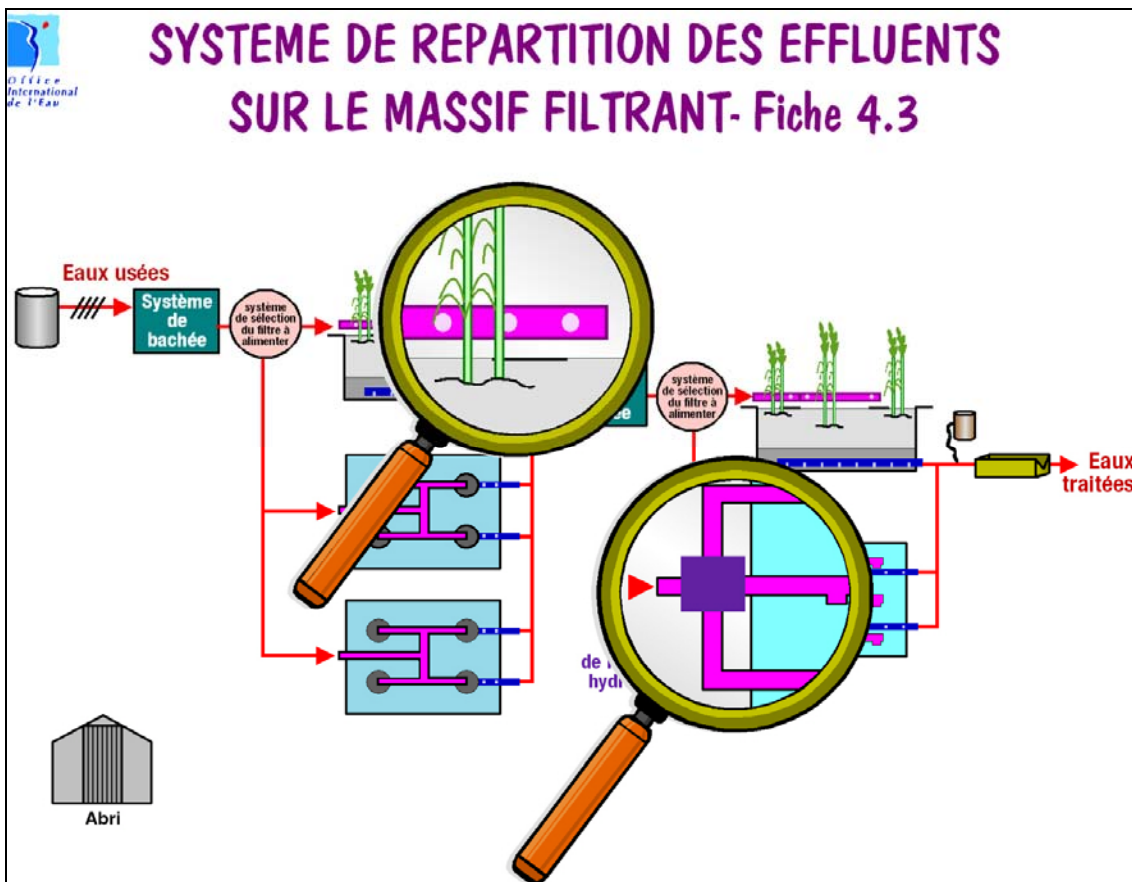 Office
International
de l'Eau
SYSTEME DE REPARTITION DES EFFLUENTS
SUR LE MASSIF FILTRANT- Fiche 4.3
Eaux usées
Système
de
bachée
système
de sélection
du filtre à
alimenter
système
de sélection
du filtre à
alimenter
Eaux
traitées
de
Abri